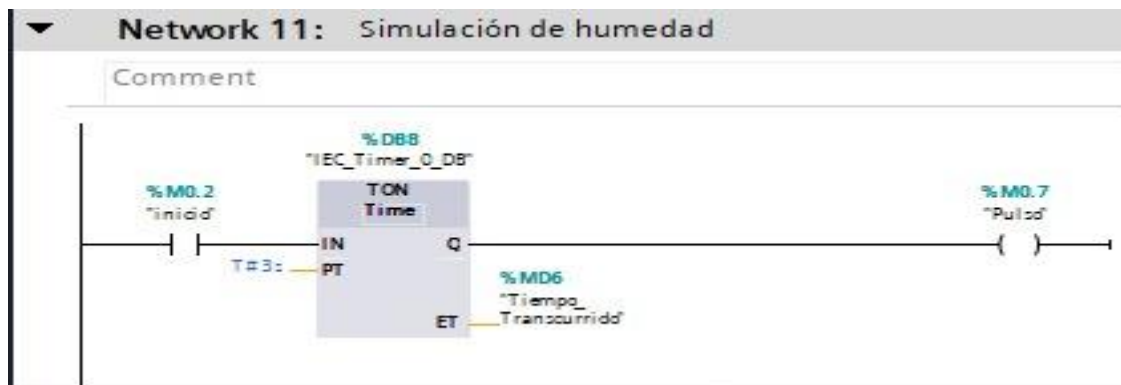 Network 11: Simulación de humedad
Comment
%DB8
"IEC_Timer_0_DB"
%M0.2
"inicio"
TON
Time
%M0.7
"Pulso"
IN
Q
T#3s
PT
%MD6
"Tiempo_
Transcurrido"
ET